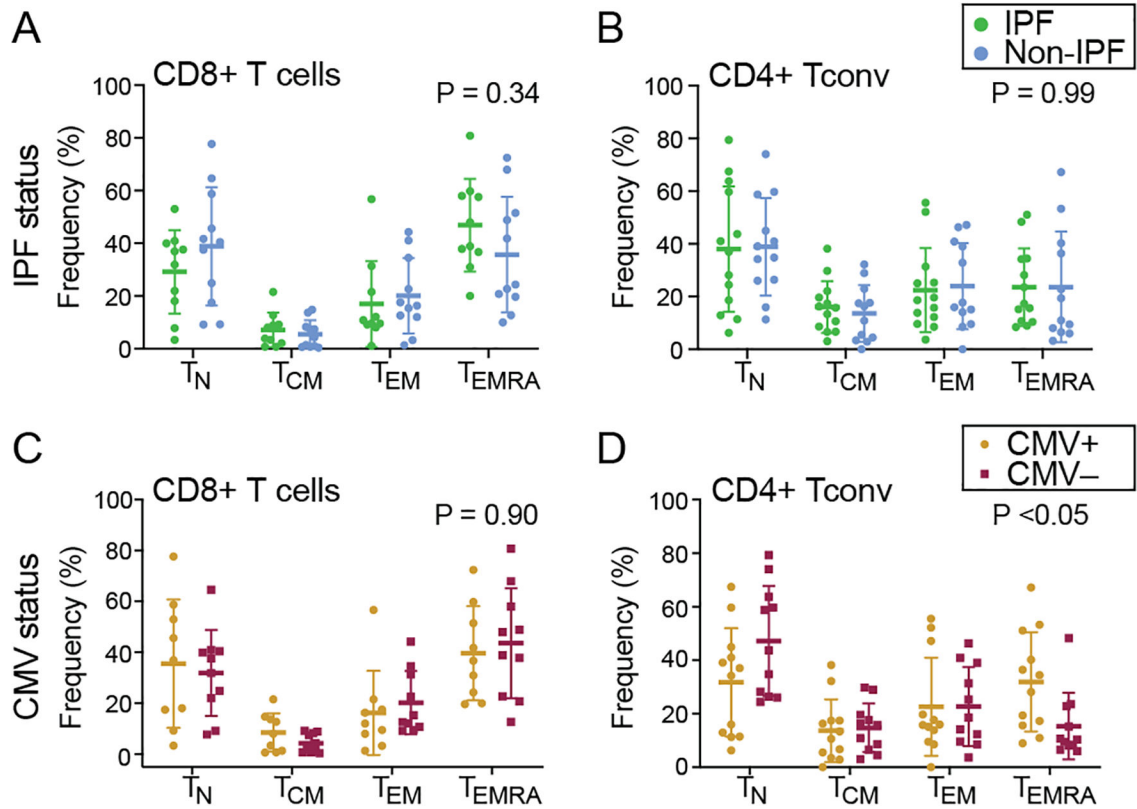 A
CD8+ T cells
P = 0.34
IPF status
Frequency (%)
100
80
60
40
20
0
TN
TCM
TEM
TEMRA
B
IPF
Non-IPF
CD4+ Tconv
P = 0.99
Frequency (%)
100
80
60
40
20
0
TN
TCM
TEM
TEMRA
C
CD8+ T cells
P = 0.90
CMV status
Frequency (%)
100
80
60
40
20
0
TN
TCM
TEM
TEMRA
D
CMV+
CMV–
CD4+ Tconv
P <0.05
Frequency (%)
100
80
60
40
20
0
TN
TCM
TEM
TEMRA